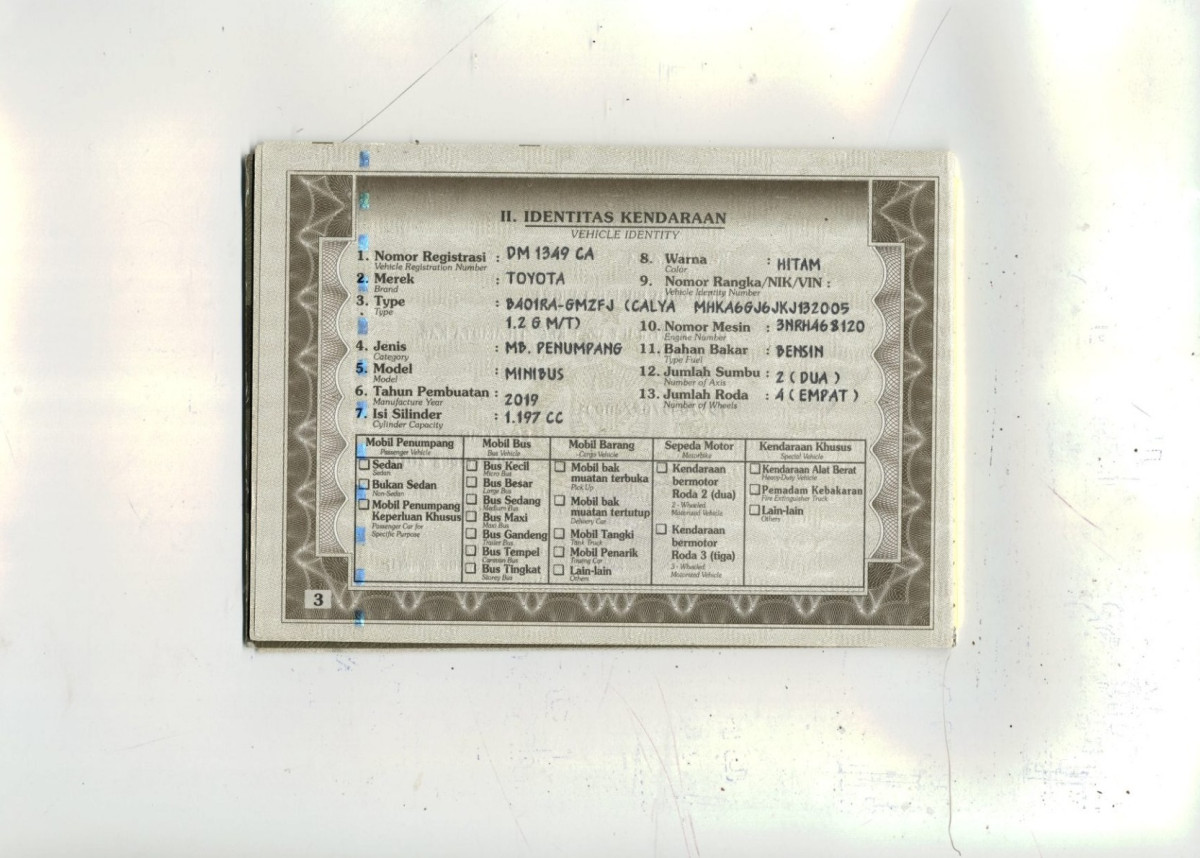 II. IDENTITAS KENDARAAN
VEHICLE IDENTITY
1. Nomor Registrasi : DM 1349 CA
Vehicle Registration Number
2. Merek : TOYOTA
Brand
3. Type : B401RA-GMZFJ (CALYA
Type
1.2 G M/T)
4. Jenis : MB. PENUMPANG
Category
5. Model : MINIBUS
Model
6. Tahun Pembuatan : 2019
Manufacture Year
7. Isi Silinder : 1.197 CC
Cylinder Capacity
8. Warna : HITAM
Color
9. Nomor Rangka/NIK/VIN :
Vehicle Identity Number
MHKA6GJ6JKJ132005
10. Nomor Mesin : 3NRH468120
Engine Number
11. Bahan Bakar : BENSIN
Type Fuel
12. Jumlah Sumbu : 2 (DUA)
Number of Axis
13. Jumlah Roda : 4 (EMPAT)
Number of Wheels
Mobil Penumpang
Passenger Vehicle
Sedan
Sedan
Bukan Sedan
Non-Sedan
Mobil Penumpang
Keperluan Khusus
Passenger Car for
Specific Purpose
Mobil Bus
Bus Vehicle
Bus Kecil
Micro Bus
Bus Besar
Large Bus
Bus Sedang
Medium Bus
Bus Maxi
Maxi Bus
Bus Gandeng
Trailer Bus
Bus Tempel
Caravan Bus
Bus Tingkat
Storey Bus
Mobil Barang
Cargo Vehicle
Mobil bak
muatan terbuka
Pick Up
Mobil bak
muatan tertutup
Delivery Car
Mobil Tangki
Tank Truck
Mobil Penarik
Towing Car
Lain-lain
Others
Sepeda Motor
Motorbike
Kendaraan
bermotor
Roda 2 (dua)
2 - Wheeled
Motorized Vehicle
Kendaraan
bermotor
Roda 3 (tiga)
3 - Wheeled
Motorized Vehicle
Kendaraan Khusus
Special Vehicle
Kendaraan Alat Berat
Heavy-Duty Vehicle
Pemadam Kebakaran
Fire Extinguisher Truck
Lain-lain
Others
3